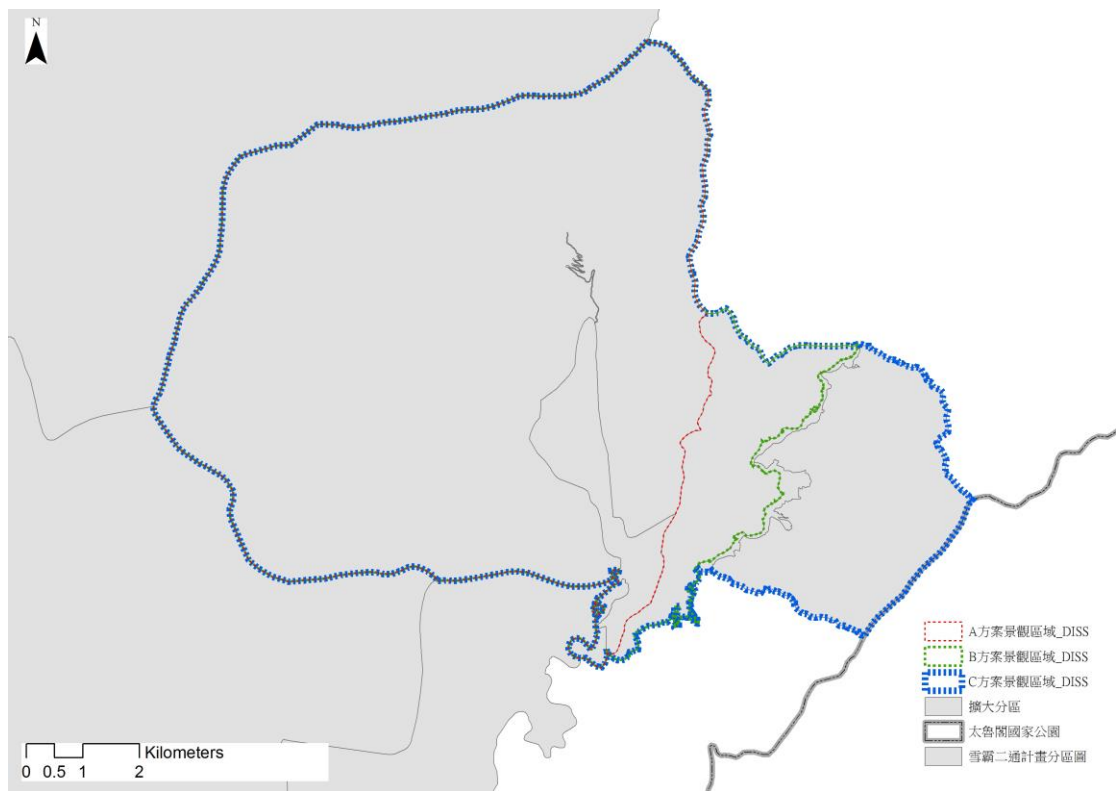 N
A方案景觀區域_DISS
B方案景觀區域_DISS
C方案景觀區域_DISS
擴大分區
太魯閣國家公園
雪霸二通計畫分區圖
Kilometers
0 0.5 1 2